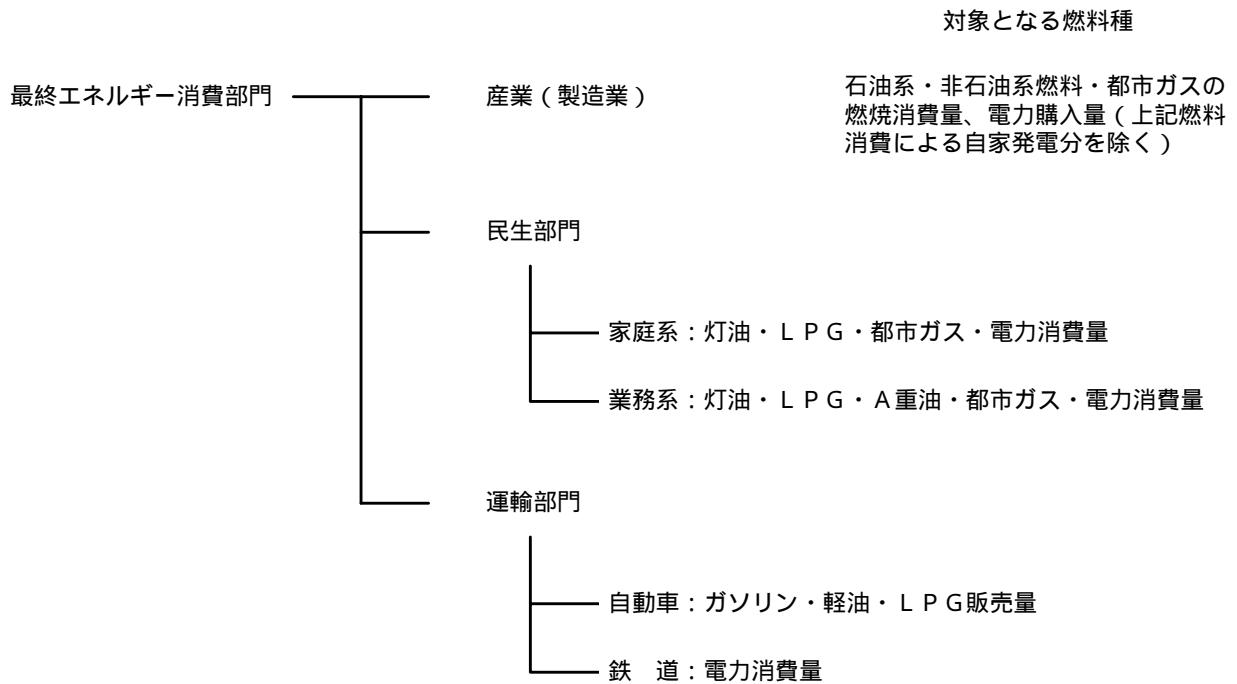 対象となる燃料種
最終エネルギー消費部門
産業(製造業)
石油系・非石油系燃料・都市ガスの
燃焼消費量、電力購入量(上記燃料
消費による自家発電分を除く)
民生部門
家庭系:灯油・LPG・都市ガス・電力消費量
業務系:灯油・LPG・A重油・都市ガス・電力消費量
運輸部門
自動車:ガソリン・軽油・LPG販売量
鉄 道:電力消費量